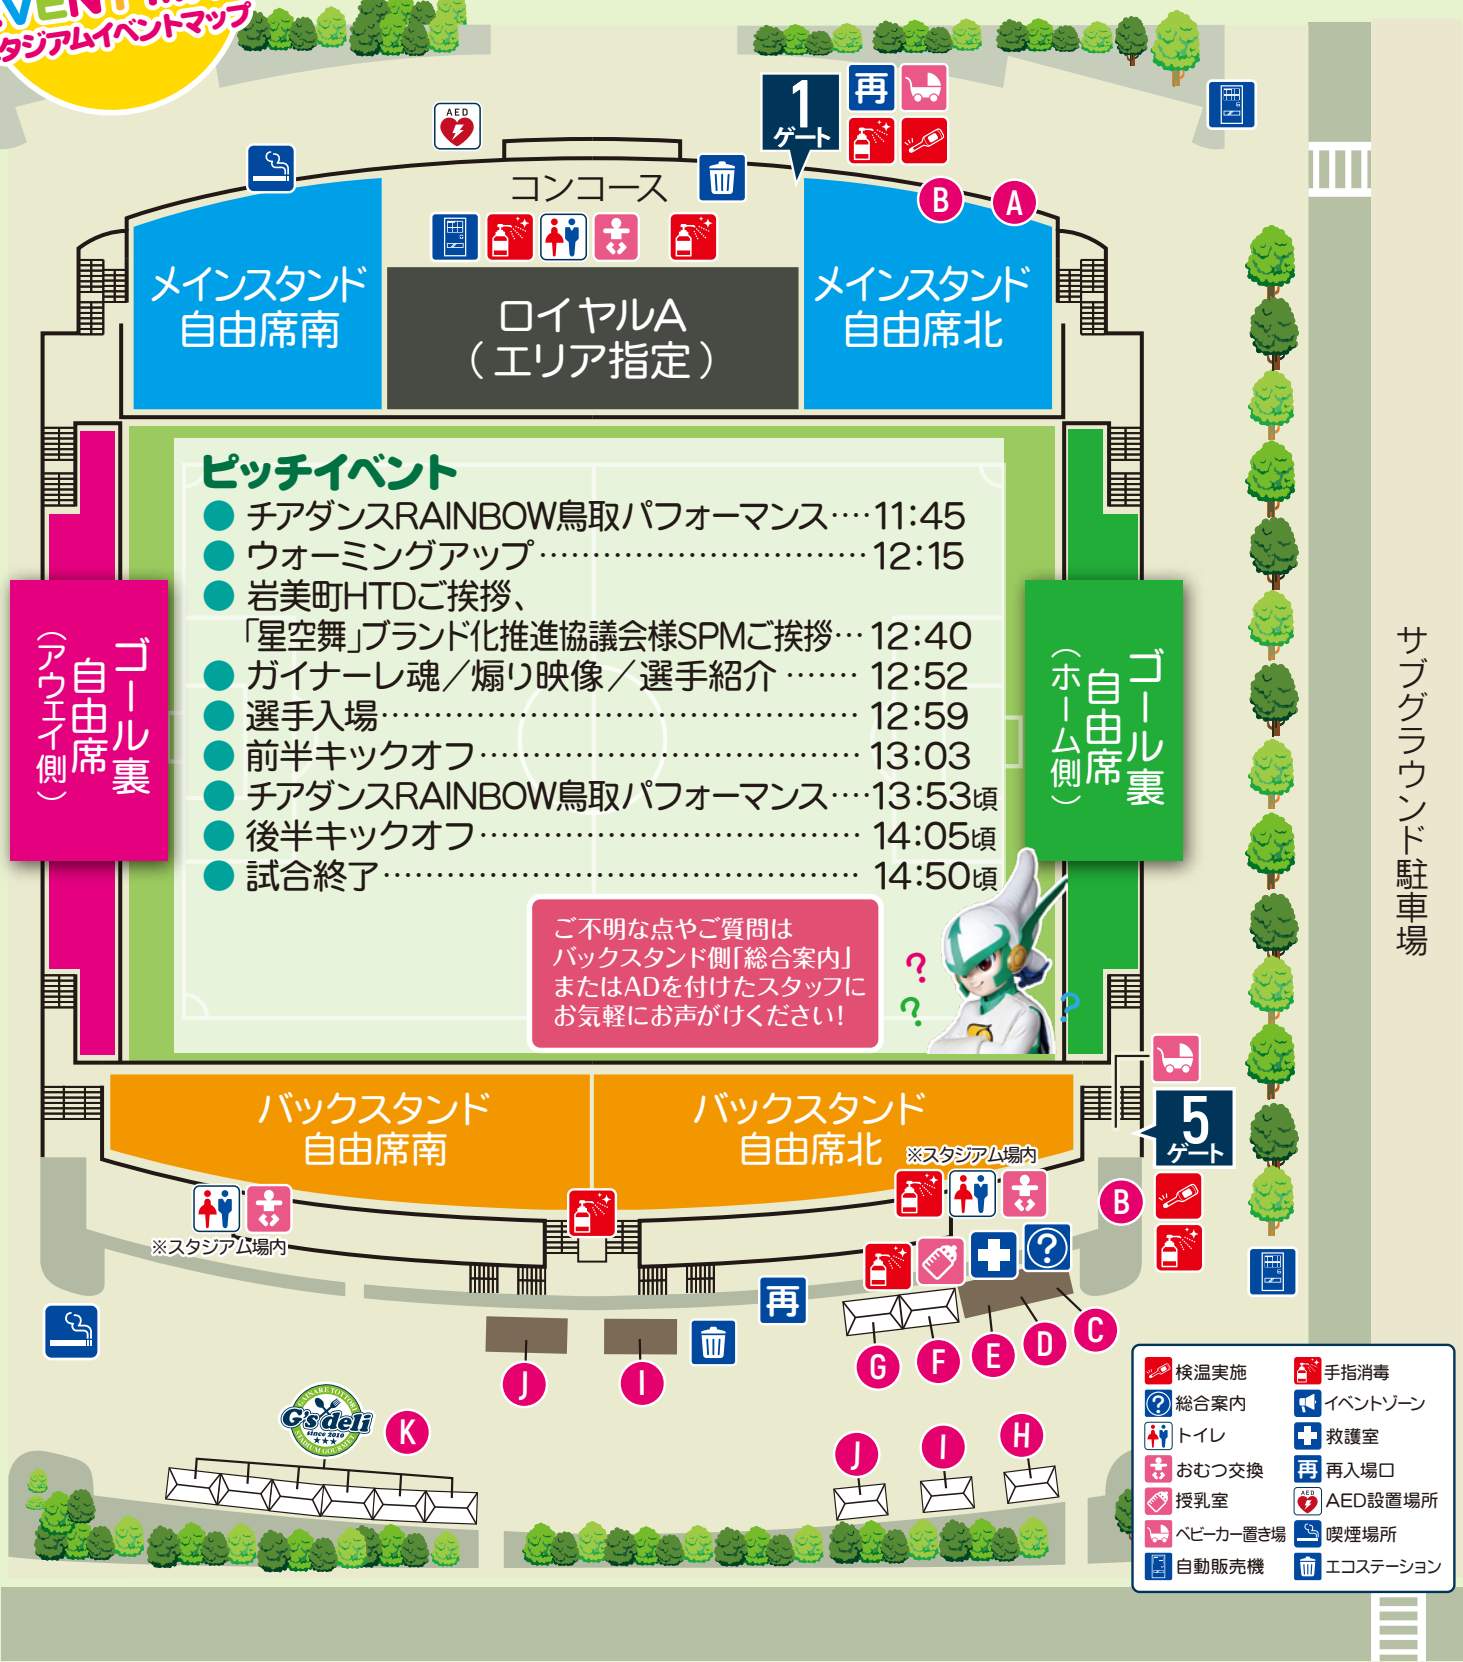 スタジアムイベントマップ
1
ゲート
再
AED
コンコース
B
A
メインスタンド
自由席南
ロイヤルA
（エリア指定）
メインスタンド
自由席北
ピッチイベント
● チアダンスRAINBOW鳥取パフォーマンス‥‥11:45
● ウォーミングアップ‥‥‥‥‥‥‥‥‥‥‥‥‥‥‥12:15
● 岩美町HTDご挨拶、
「星空舞」ブランド化推進協議会様SPMご挨拶‥‥12:40
● ガイナーレ魂／煽り映像／選手紹介‥‥‥‥12:52
● 選手入場‥‥‥‥‥‥‥‥‥‥‥‥‥‥‥‥‥‥‥‥‥‥12:59
● 前半キックオフ‥‥‥‥‥‥‥‥‥‥‥‥‥‥‥‥‥‥13:03
● チアダンスRAINBOW鳥取パフォーマンス‥‥13:53頃
● 後半キックオフ‥‥‥‥‥‥‥‥‥‥‥‥‥‥‥‥‥‥14:05頃
● 試合終了‥‥‥‥‥‥‥‥‥‥‥‥‥‥‥‥‥‥‥‥‥‥14:50頃
ゴール裏
自由席
（アウェイ側）
ゴール裏
自由席
（ホーム側）
サブグラウンド駐車場
ご不明な点やご質問は
バックスタンド側「総合案内」
またはADを付けたスタッフに
お気軽にお声がけください！
?
?
?
バックスタンド
自由席南
バックスタンド
自由席北
5
ゲート
※スタジアム場内
※スタジアム場内
B
?
再
C
D
E
F
G
I
J
GAINARE TOTTORI
G's deli
since 2010
STADIUM GOURMET
K
J
I
H
検温実施
手指消毒
総合案内
イベントゾーン
トイレ
救護室
おむつ交換
再 再入場口
授乳室
AED AED設置場所
ベビーカー置き場
喫煙場所
自動販売機
エコステーション